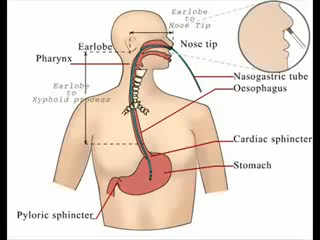 Earlobe
to
Nose Tip
Earlobe
Nose tip
Pharynx
Earlobe
to
Xyphoid process
Nasogastric tube
Oesophagus
Cardiac sphincter
Stomach
Pyloric sphincter